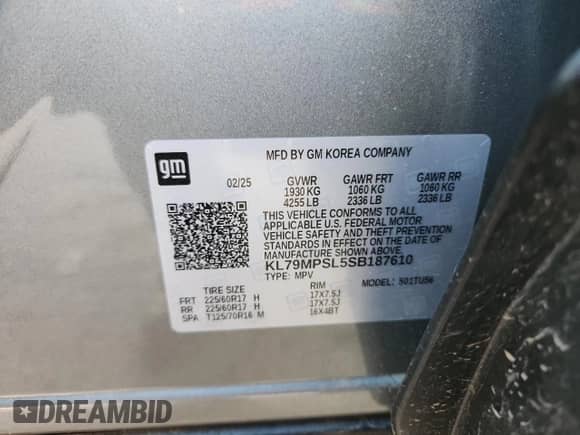 gm
MFD BY GM KOREA COMPANY
02/25 GVWR GAWR FRT GAWR RR
1930 KG 1060 KG 1060 KG
4255 LB 2336 LB 2336 LB
THIS VEHICLE CONFORMS TO ALL
APPLICABLE U.S. FEDERAL MOTOR
VEHICLE SAFETY AND THEFT PREVENTION
STANDARDS IN EFFECT ON THE DATE OF
MANUFACTURE SHOWN ABOVE.
KL79MPSL5SB187610
TYPE: MPV MODEL: 501TU56
TIRE SIZE RIM
FRT 225/60R17 H 17X7.5J
RR 225/60R17 H 17X7.5J
SPA T125/70R16 M 16X4BT
DREAMBID